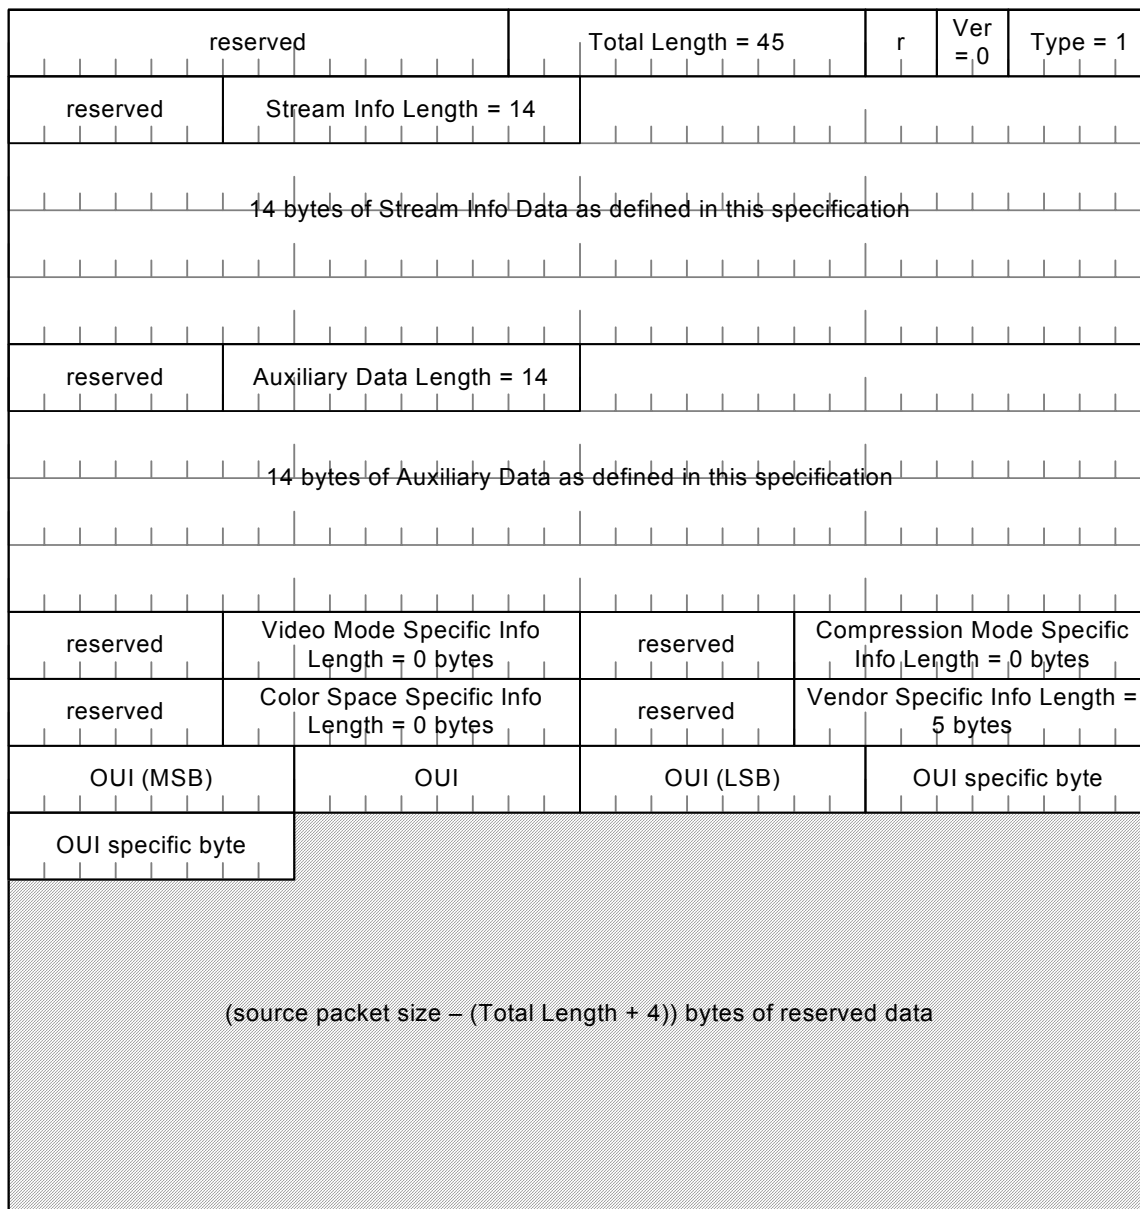 reserved
Total Length = 45
r
Ver
= 0
Type = 1
reserved
Stream Info Length = 14
14 bytes of Stream Info Data as defined in this specification
reserved
Auxiliary Data Length = 14
14 bytes of Auxiliary Data as defined in this specification
reserved
Video Mode Specific Info
Length = 0 bytes
reserved
Compression Mode Specific
Info Length = 0 bytes
reserved
Color Space Specific Info
Length = 0 bytes
reserved
Vendor Specific Info Length =
5 bytes
OUI (MSB)
OUI
OUI (LSB)
OUI specific byte
OUI specific byte
(source packet size – (Total Length + 4)) bytes of reserved data